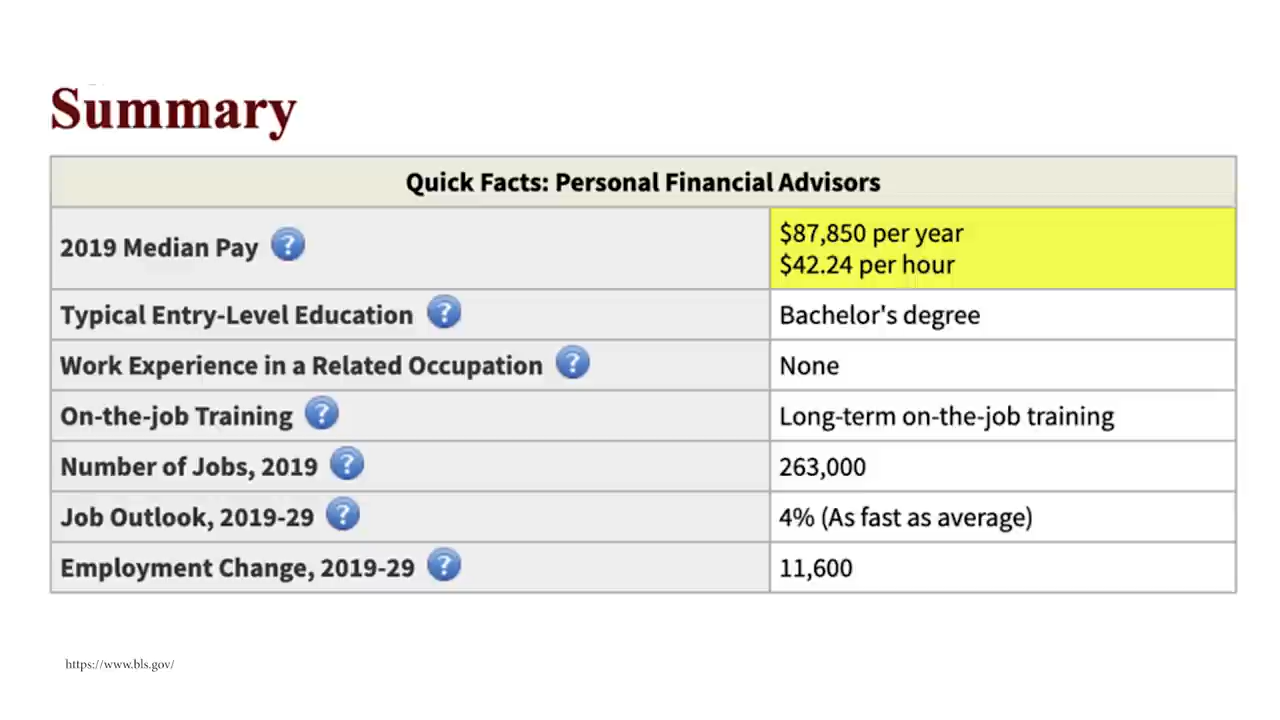 Summary
Quick Facts: Personal Financial Advisors
2019 Median Pay ?
$87,850 per year
$42.24 per hour
Typical Entry-Level Education ?
Bachelor's degree
Work Experience in a Related Occupation ?
None
On-the-job Training ?
Long-term on-the-job training
Number of Jobs, 2019 ?
263,000
Job Outlook, 2019-29 ?
4% (As fast as average)
Employment Change, 2019-29 ?
11,600
https://www.bls.gov/